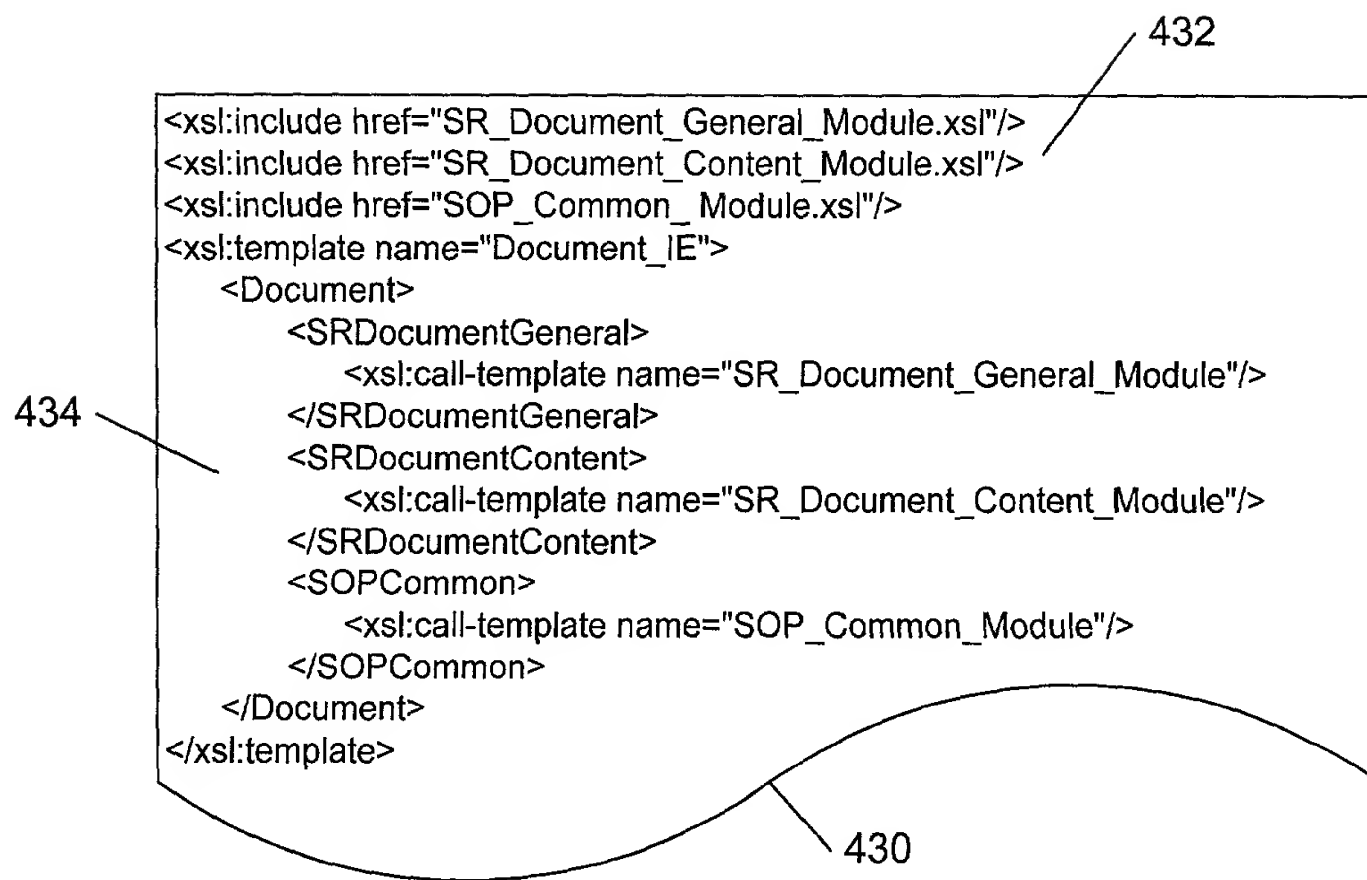 432
<xsl:include href="SR_Document_General_Module.xsl"/>
<xsl:include href="SR_Document_Content_Module.xsl"/>
<xsl:include href="SOP_Common_ Module.xsl"/>
<xsl:template name="Document_IE">
<Document>
<SRDocumentGeneral>
<xsl:call-template name="SR_Document_General_Module"/>
434
</SRDocumentGeneral>
<SRDocumentContent>
<xsl:call-template name="SR_Document_Content_Module"/>
</SRDocumentContent>
<SOPCommon>
<xsl:call-template name="SOP_Common_Module"/>
</SOPCommon>
</Document>
</xsl:template>
430